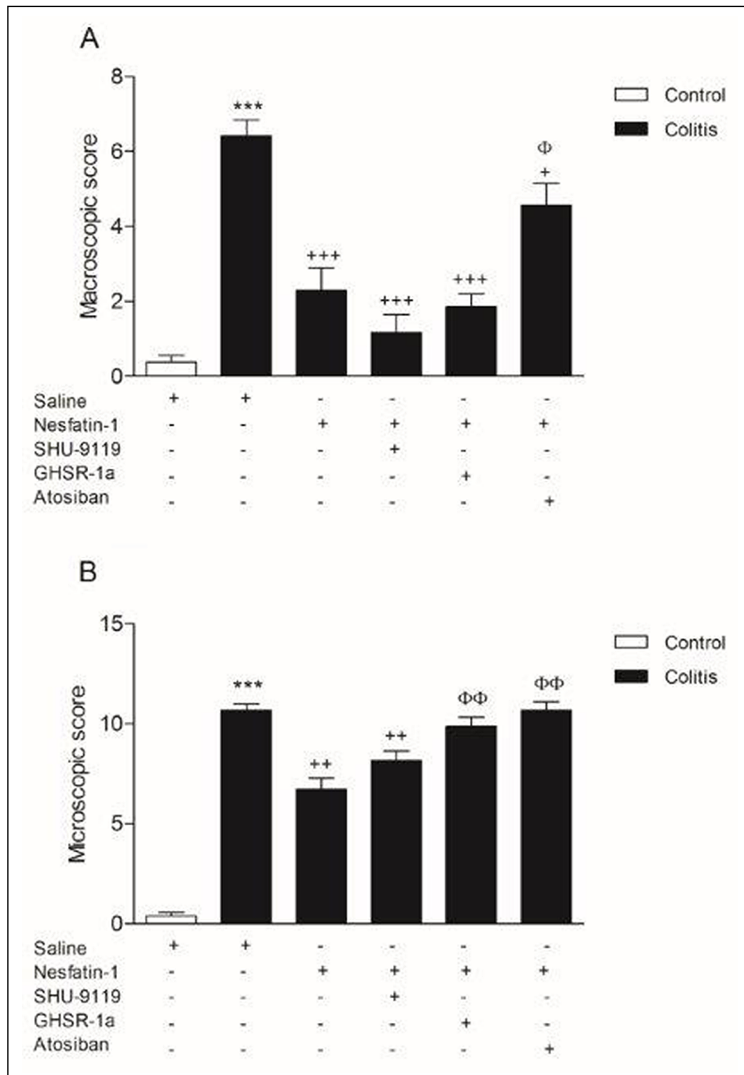 A
Macroscopic score
8
6
4
2
0
***
+++
+++
+++
Φ
+
Control
Colitis
Saline + + - - - -
Nesfatin-1 - - + + + +
SHU-9119 - - - + - -
GHSR-1a - - - - + -
Atosiban - - - - - +
B
Microscopic score
15
10
5
0
***
++
++
ΦΦ
ΦΦ
Control
Colitis
Saline + + - - - -
Nesfatin-1 - - + + + +
SHU-9119 - - - + - -
GHSR-1a - - - - + -
Atosiban - - - - - +